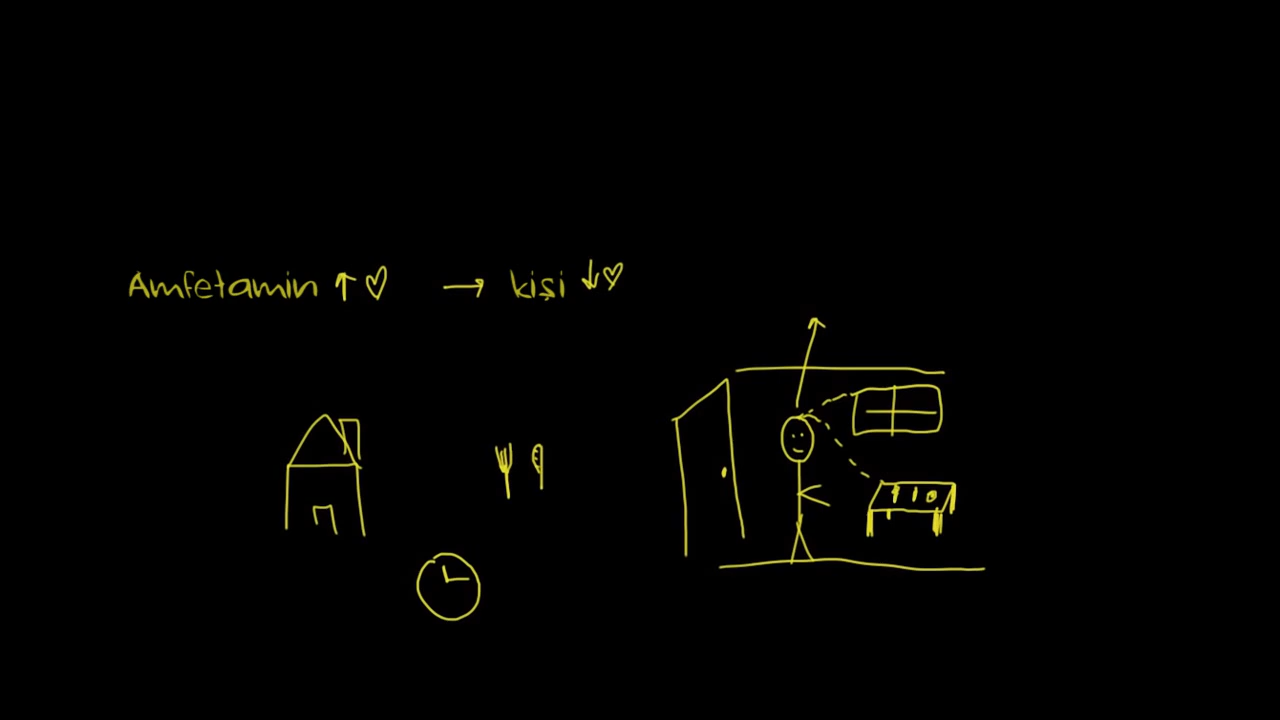 Amfetamin ↑ ♡ → kişi ↓ ♡